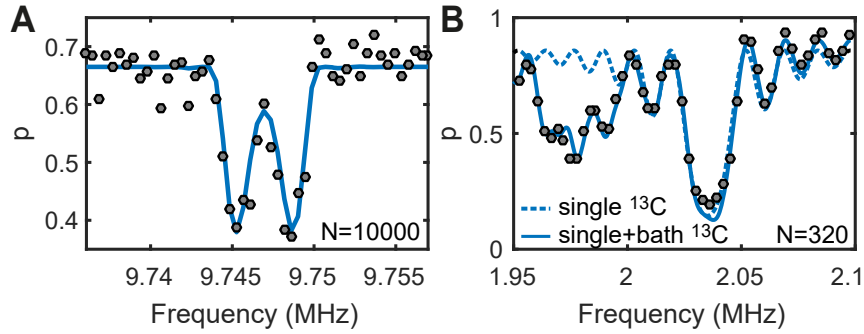 A
0.7
0.6
0.5
0.4
p
N=10000
9.74
9.745
9.75
9.755
Frequency (MHz)
B
1
0.5
0
p
single ¹³C
single+bath ¹³C
N=320
1.95
2
2.05
2.1
Frequency (MHz)